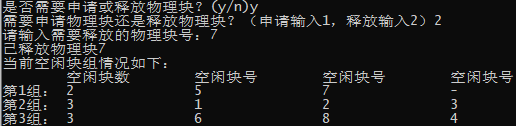 是否需要申请或释放物理块？(y/n)y
需要申请物理块还是释放物理块？（申请输入1，释放输入2）2
请输入需要释放的物理块号：7
已释放物理块7
当前空闲块组情况如下：
空闲块数 空闲块号 空闲块号 空闲块号
第1组： 2 5 7 -
第2组： 3 1 2 3
第3组： 3 6 8 4